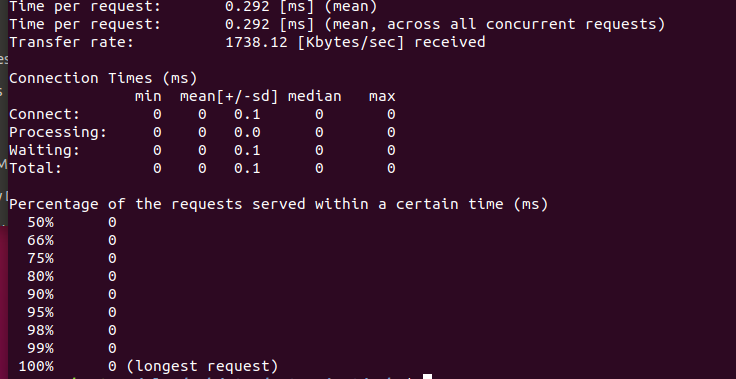 Time per request: 0.292 [ms] (mean)
Time per request: 0.292 [ms] (mean, across all concurrent requests)
Transfer rate: 1738.12 [Kbytes/sec] received
Connection Times (ms)
min mean[+/-sd] median max
Connect: 0 0 0.1 0 0
Processing: 0 0 0.0 0 0
Waiting: 0 0 0.1 0 0
Total: 0 0 0.1 0 0
Percentage of the requests served within a certain time (ms)
50% 0
66% 0
75% 0
80% 0
90% 0
95% 0
98% 0
99% 0
100% 0 (longest request)